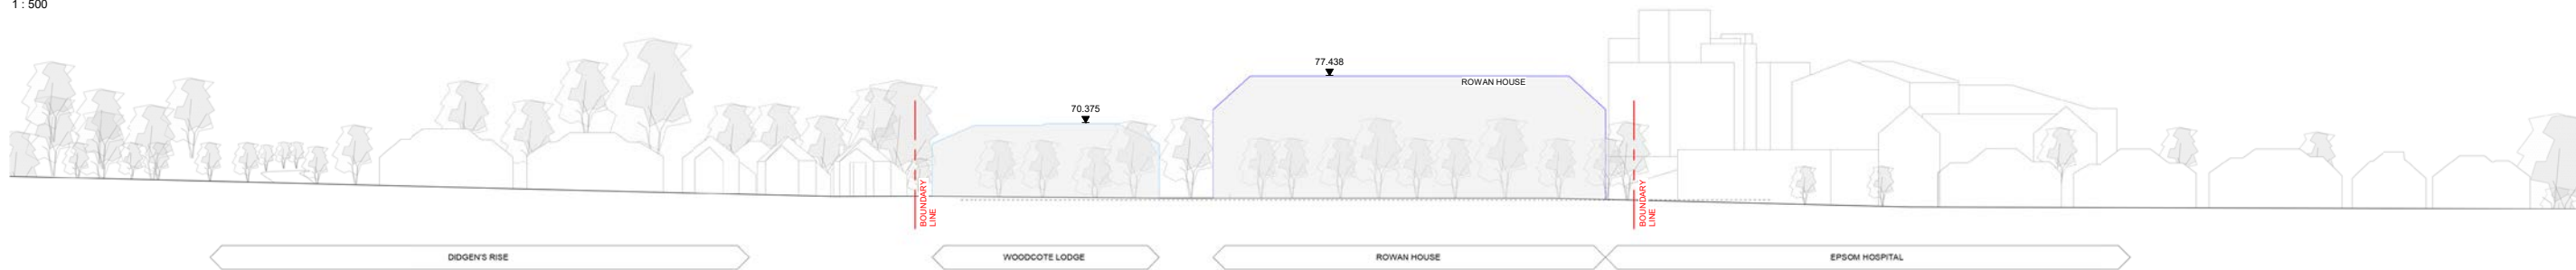 1 : 500
77.438
ROWAN HOUSE
70.375
BOUNDARY
LINE
BOUNDARY
LINE
DIDGEN'S RISE
WOODCOTE LODGE
ROWAN HOUSE
EPSOM HOSPITAL